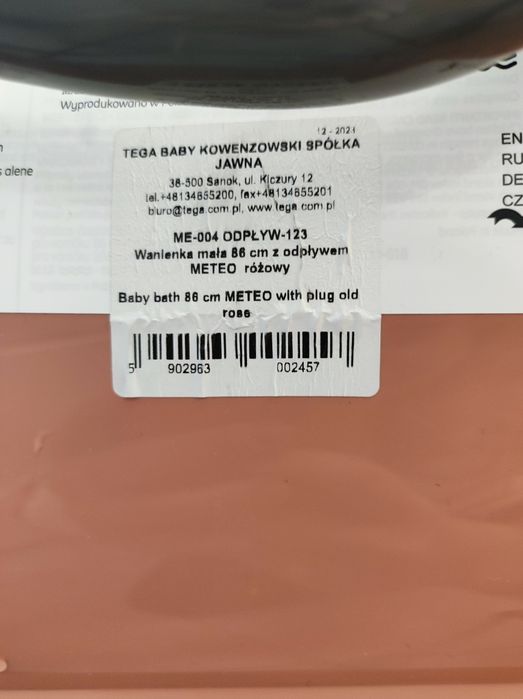 Wyprodukowano w
s alene
EN
RU
DE
CZ
12 - 2023
TEGA BABY KOWENZOWSKI SPÓŁKA
JAWNA
38-500 Sanok, ul. Kiczury 12
tel.+48134655200, fax+48134655201
biuro@tega.com.pl, www.tega.com.pl
ME-004 ODPŁYW-123
Wanienka mała 86 cm z odpływem
METEO różowy
Baby bath 86 cm METEO with plug old
rose
5 902963 002457